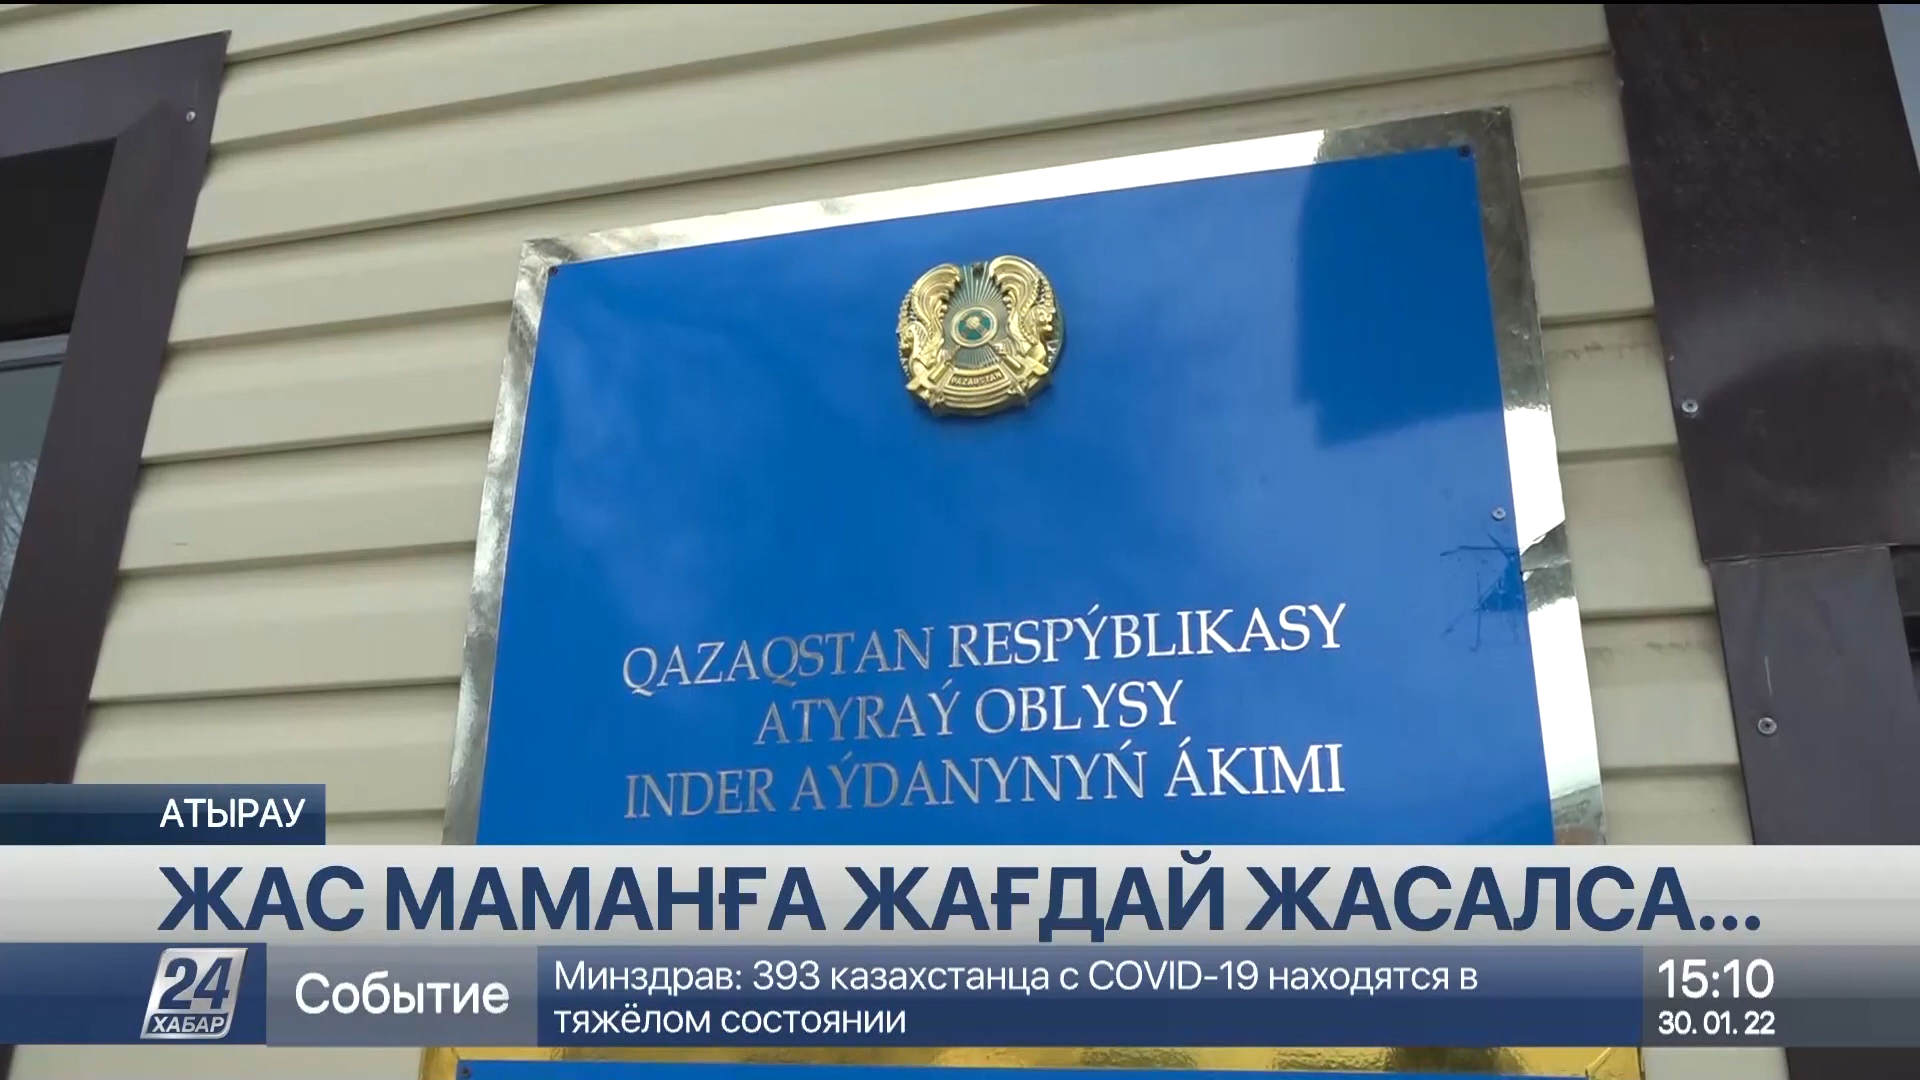 QAZAQSTAN
QAZAQSTAN RESPÝBLIKASY
ATYRAÝ OBLYSY
INDER AÝDANYNYŃ ÁKIMI
АТЫРАУ
ЖАС МАМАНҒА ЖАҒДАЙ ЖАСАЛСА...
24
ХАБАР
Событие
Минздрав: 393 казахстанца с COVID-19 находятся в
тяжёлом состоянии
15:10
30. 01. 22